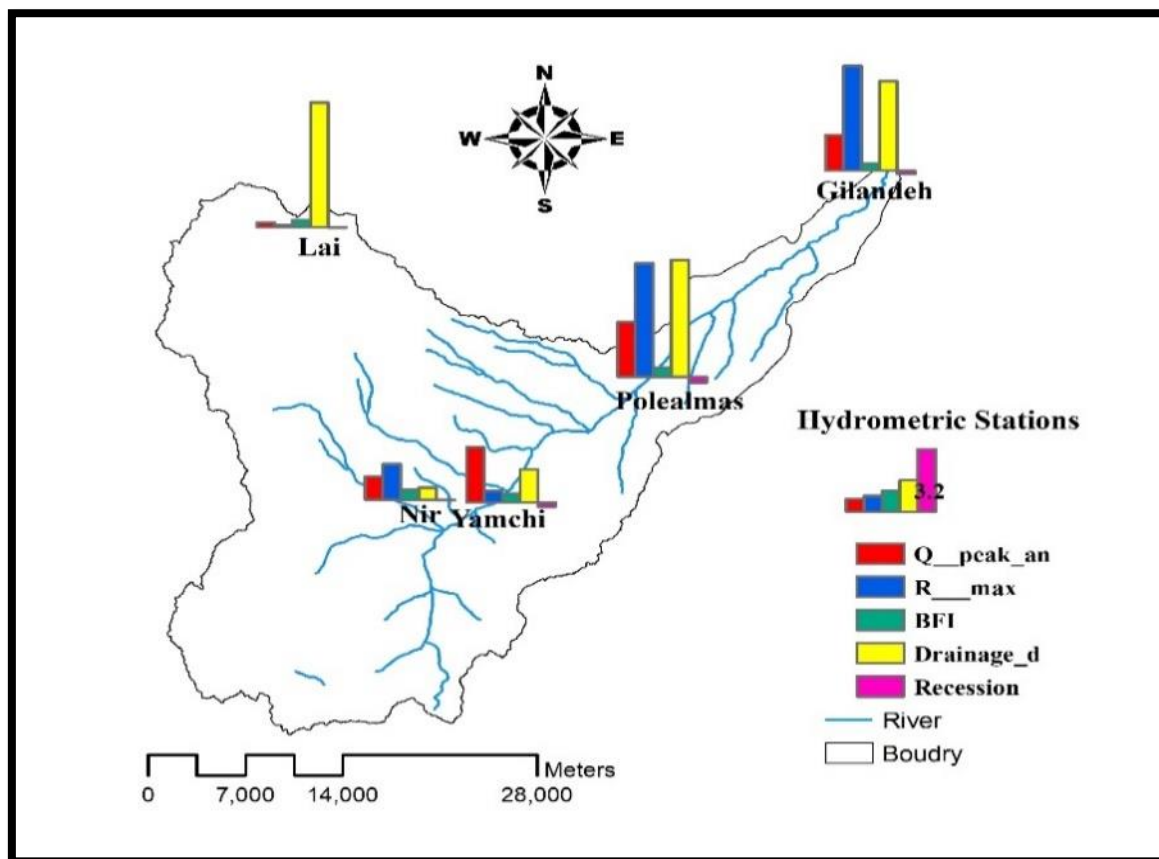 N
W E
S
Gilandeh
Lai
Polealmas
Hydrometric Stations
3.2
Nir Yamchi
Q__pcak_an
R___max
BFI
Drainage_d
Recession
River
Boudry
Meters
0 7,000 14,000 28,000